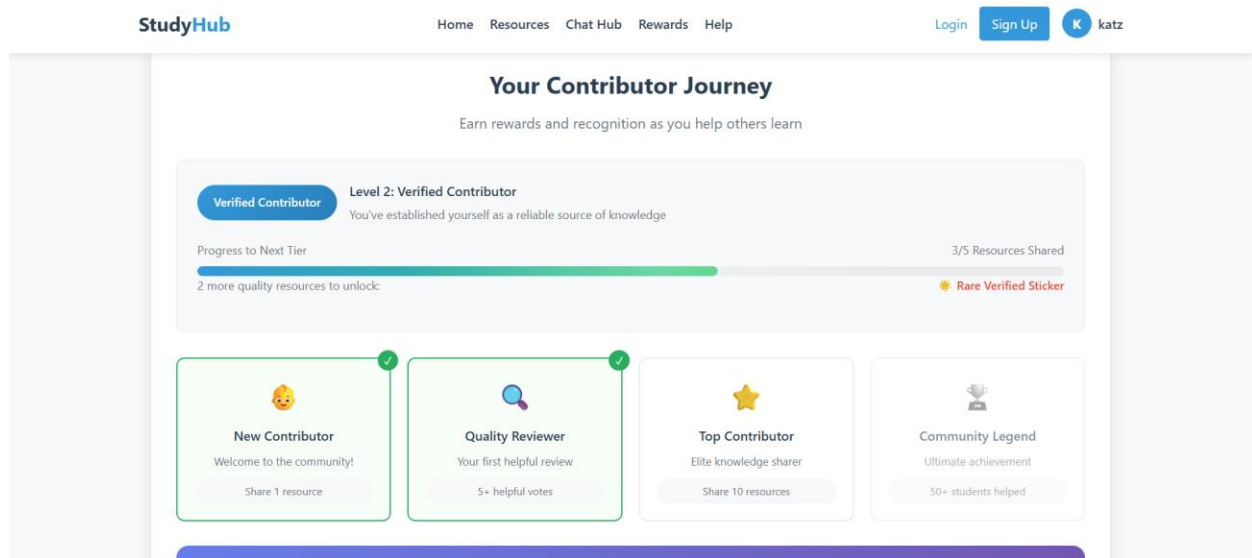 StudyHub
Home Resources Chat Hub Rewards Help
Login
Sign Up
K
katz
Your Contributor Journey
Earn rewards and recognition as you help others learn
Verified Contributor
Level 2: Verified Contributor
You've established yourself as a reliable source of knowledge
Progress to Next Tier
3/5 Resources Shared
2 more quality resources to unlock:
Rare Verified Sticker
New Contributor
Welcome to the community!
Share 1 resource
Quality Reviewer
Your first helpful review
5+ helpful votes
Top Contributor
Elite knowledge sharer
Share 10 resources
Community Legend
Ultimate achievement
50+ students helped